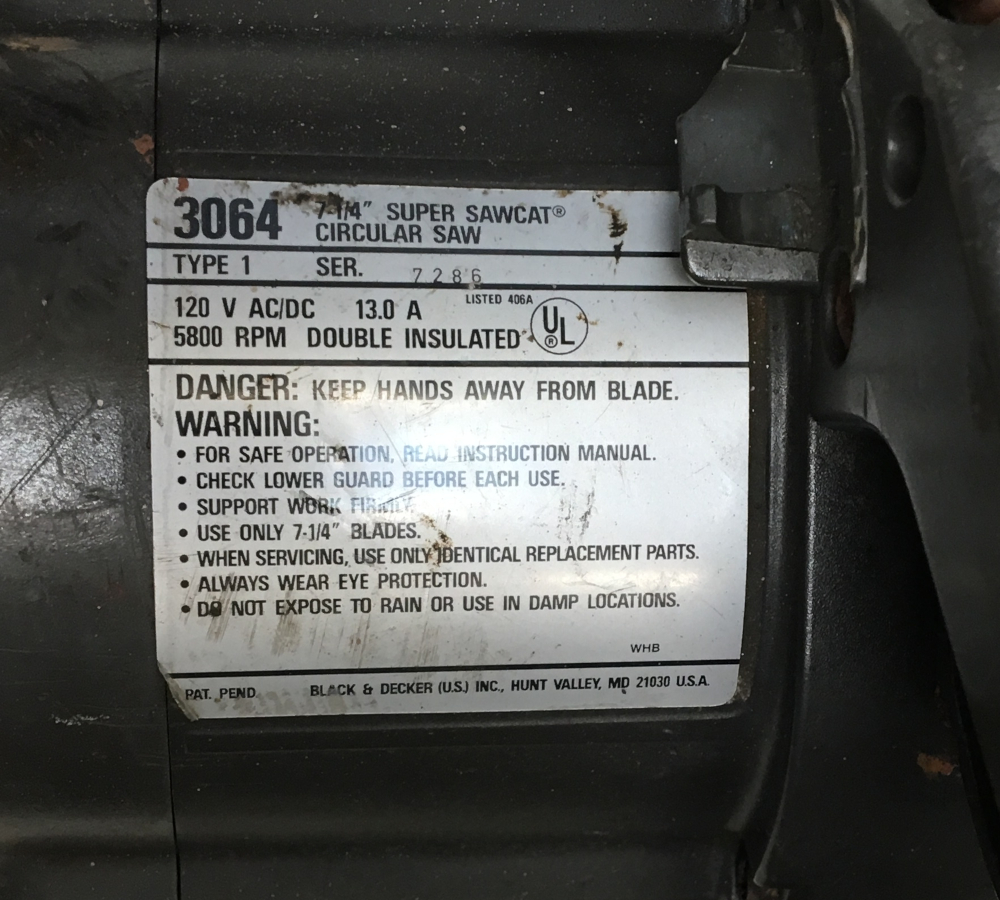 3064 7-1/4" SUPER SAWCAT®
CIRCULAR SAW
TYPE 1 SER. 7286
LISTED 406A
120 V AC/DC 13.0 A
5800 RPM DOUBLE INSULATED UL®
DANGER: KEEP HANDS AWAY FROM BLADE.
WARNING:
• FOR SAFE OPERATION, READ INSTRUCTION MANUAL.
• CHECK LOWER GUARD BEFORE EACH USE.
• SUPPORT WORK FIRMLY.
• USE ONLY 7-1/4" BLADES.
• WHEN SERVICING, USE ONLY IDENTICAL REPLACEMENT PARTS.
• ALWAYS WEAR EYE PROTECTION.
• DO NOT EXPOSE TO RAIN OR USE IN DAMP LOCATIONS.
WHB
PAT. PEND. BLACK & DECKER (U.S.) INC., HUNT VALLEY, MD 21030 U.S.A.